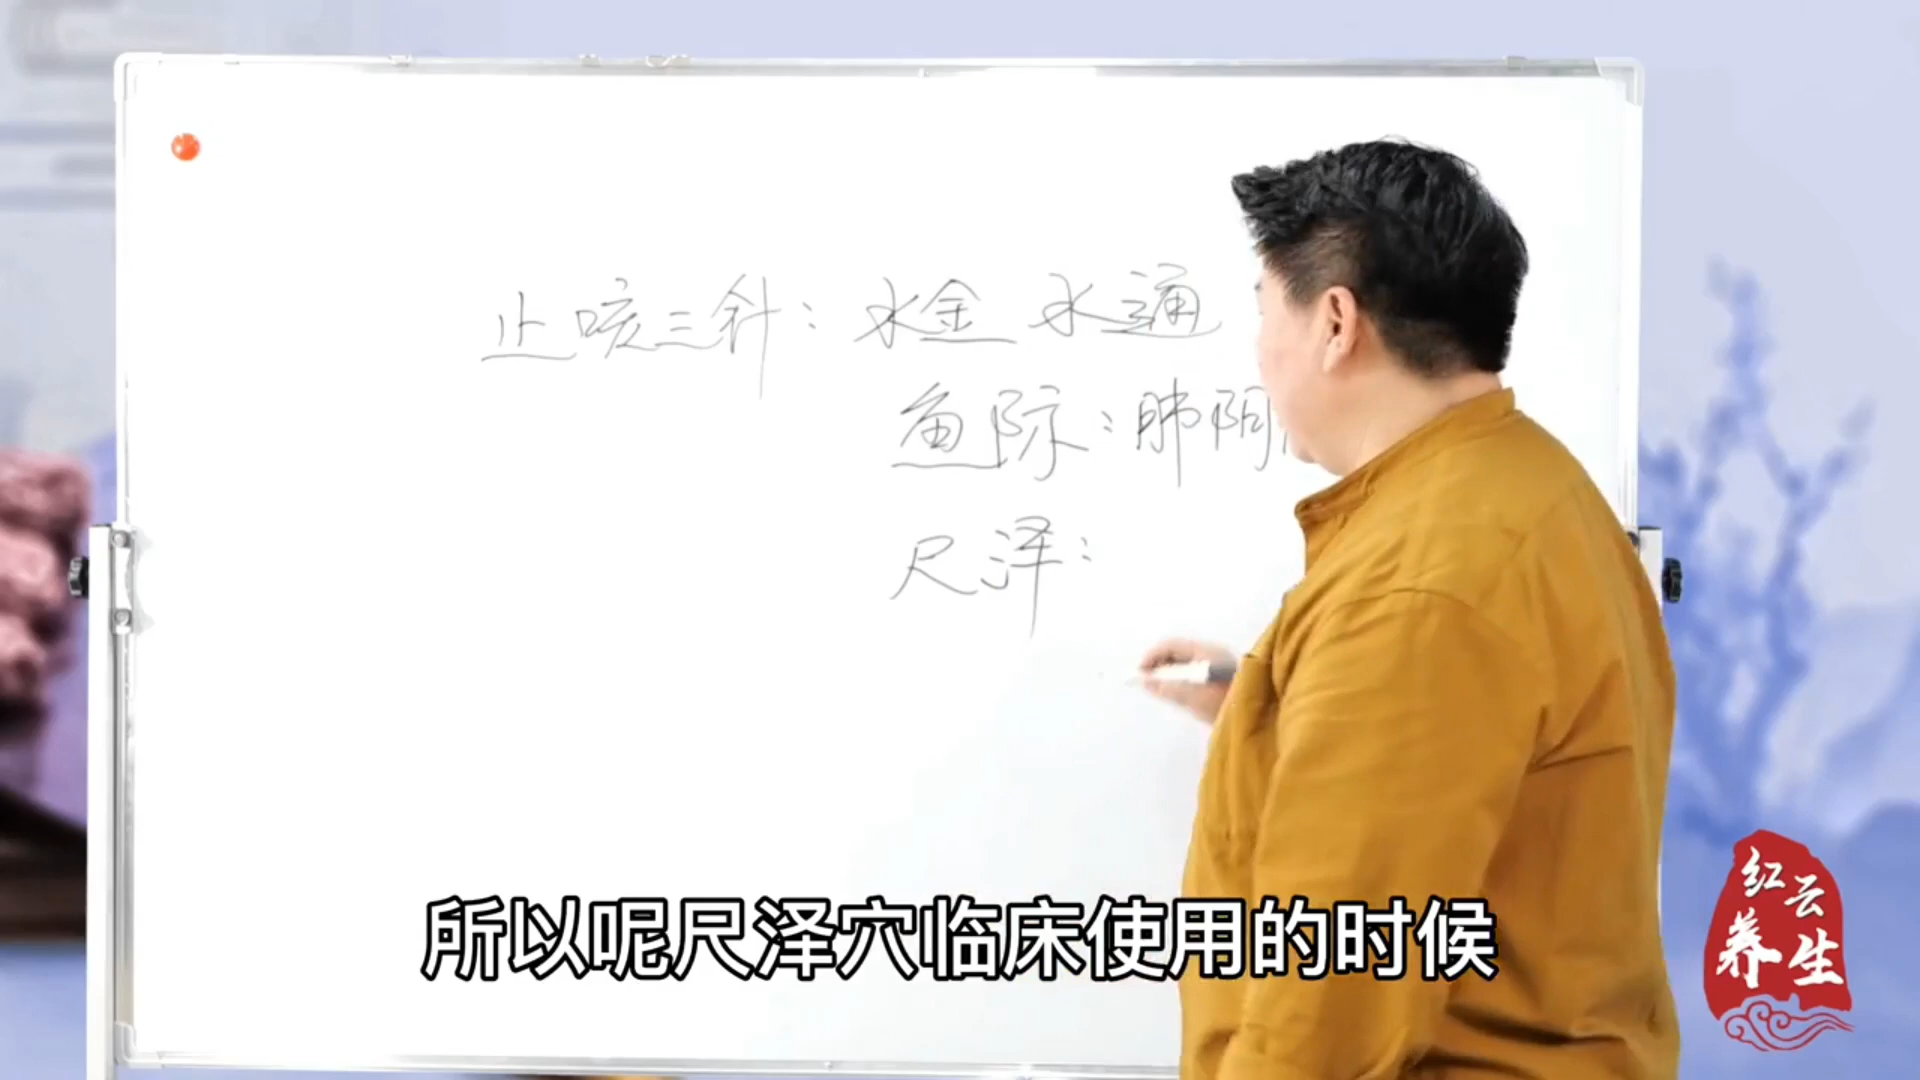 止咳三针：水金 水通
鱼际：肺阴
尺泽：
所以呢尺泽穴临床使用的时候
红云
养生